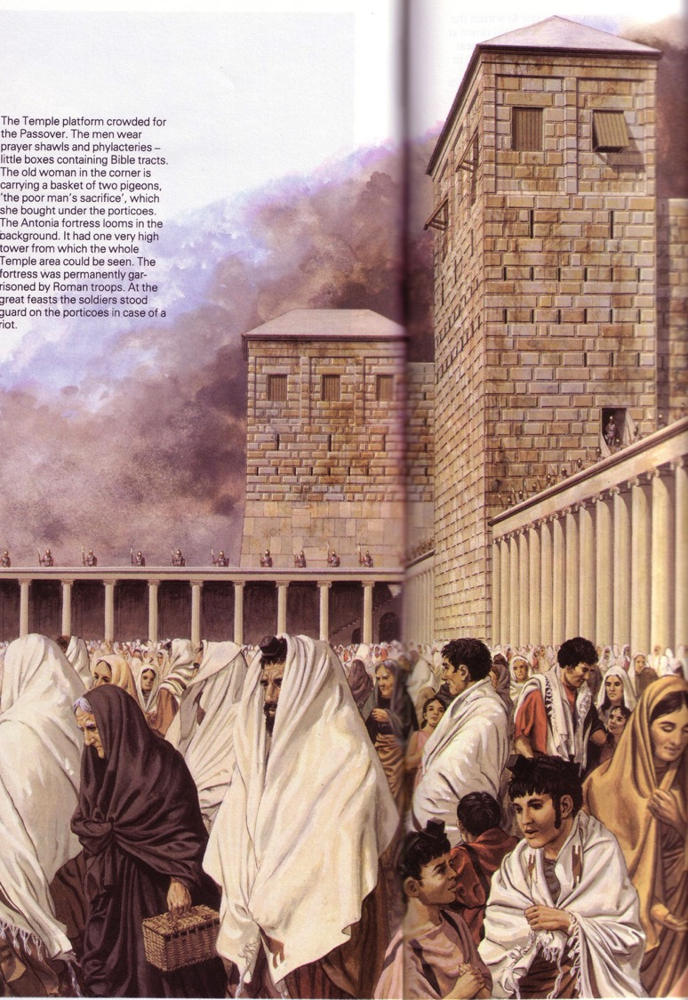 The Temple platform crowded for
the Passover. The men wear
prayer shawls and phylacteries –
little boxes containing Bible tracts.
The old woman in the corner is
carrying a basket of two pigeons,
'the poor man's sacrifice', which
she bought under the porticoes.
The Antonia fortress looms in the
background. It had one very high
tower from which the whole
Temple area could be seen. The
fortress was permanently gar-
risoned by Roman troops. At the
great feasts the soldiers stood
guard on the porticoes in case of a
riot.